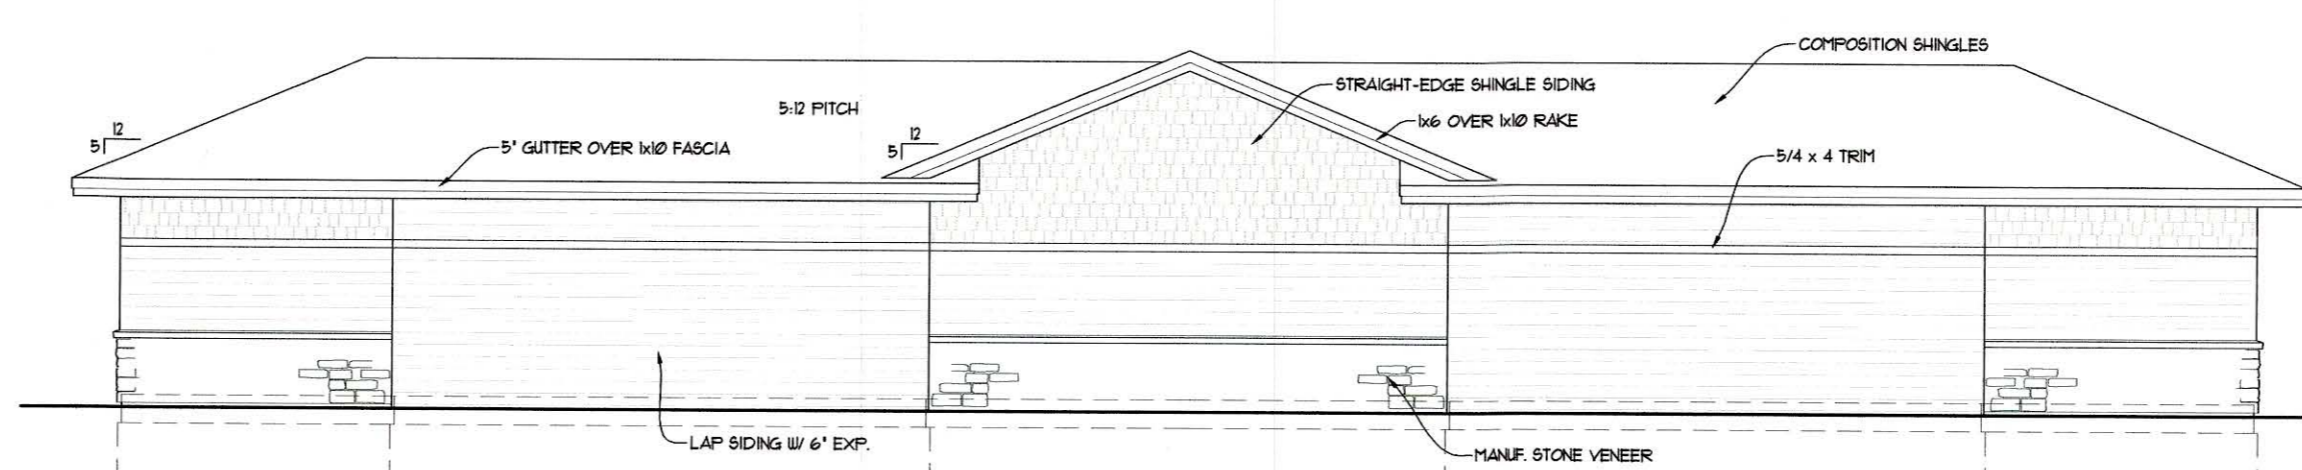 COMPOSITION SHINGLES
STRAIGHT-EDGE SHINGLE SIDING
5:12 PITCH
1x6 OVER 1x10 RAKE
12
5
12
5
5" GUTTER OVER 1x10 FASCIA
5/4 x 4 TRIM
LAP SIDING W/ 6" EXP.
MANUF. STONE VENEER